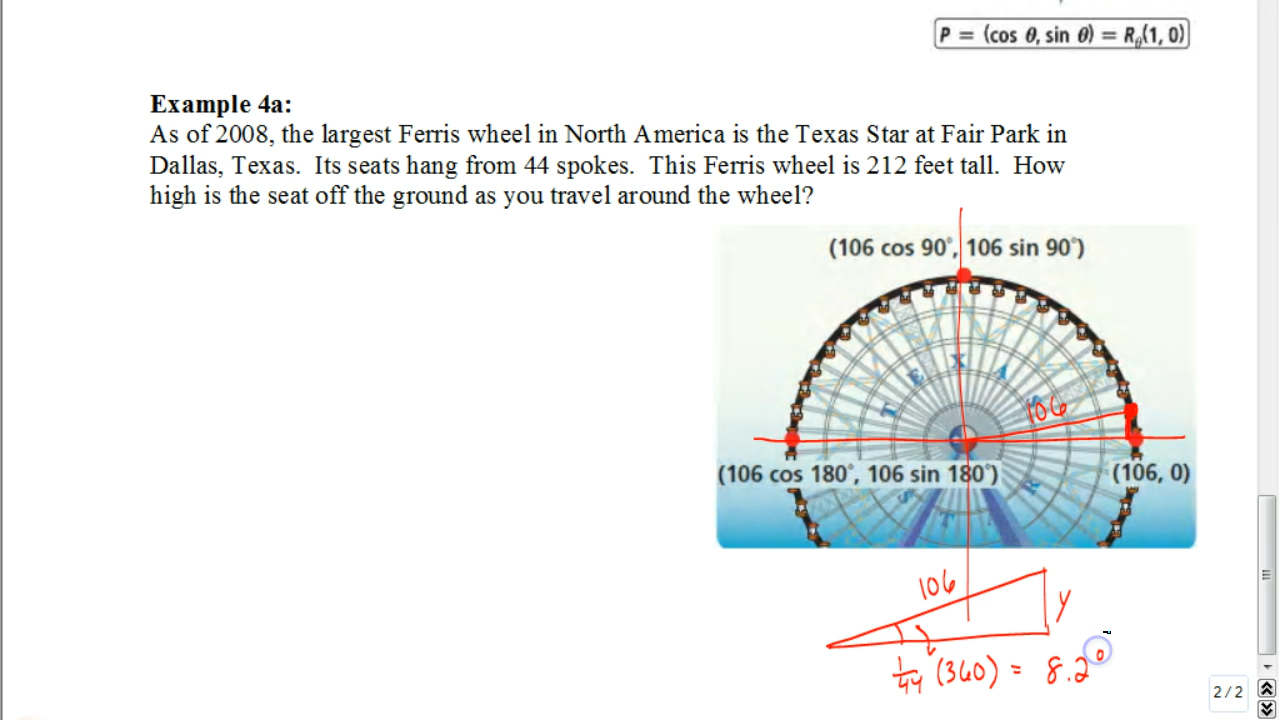 P = (cos θ, sin θ) = R_θ(1, 0)
Example 4a:
As of 2008, the largest Ferris wheel in North America is the Texas Star at Fair Park in
Dallas, Texas. Its seats hang from 44 spokes. This Ferris wheel is 212 feet tall. How
high is the seat off the ground as you travel around the wheel?
(106 cos 90°, 106 sin 90°)
T E X A S
106
(106 cos 180°, 106 sin 180°) (106, 0)
S T A R
106
y
1/44 (360) = 8.2°
2 / 2